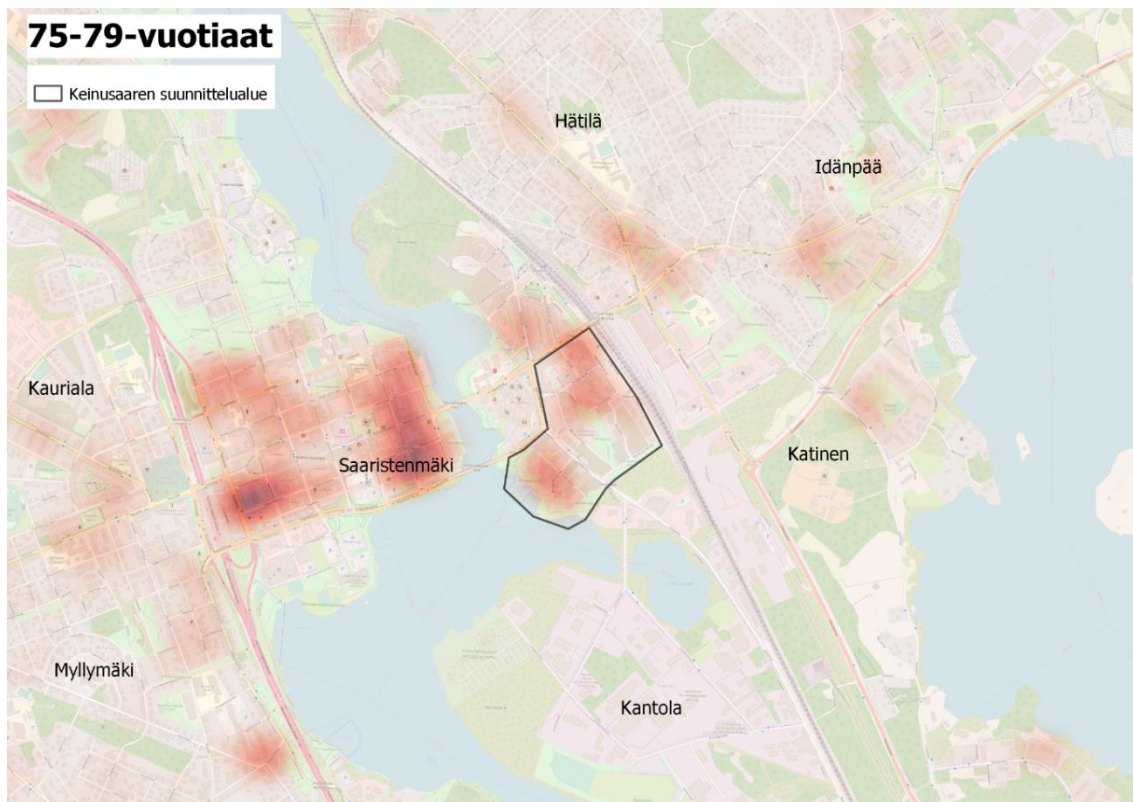 75-79-vuotiaat
Keinusaaren suunnittelualue
Hätilä
Idänpää
Kauriala
Saaristenmäki
Katinen
Myllymäki
Kantola